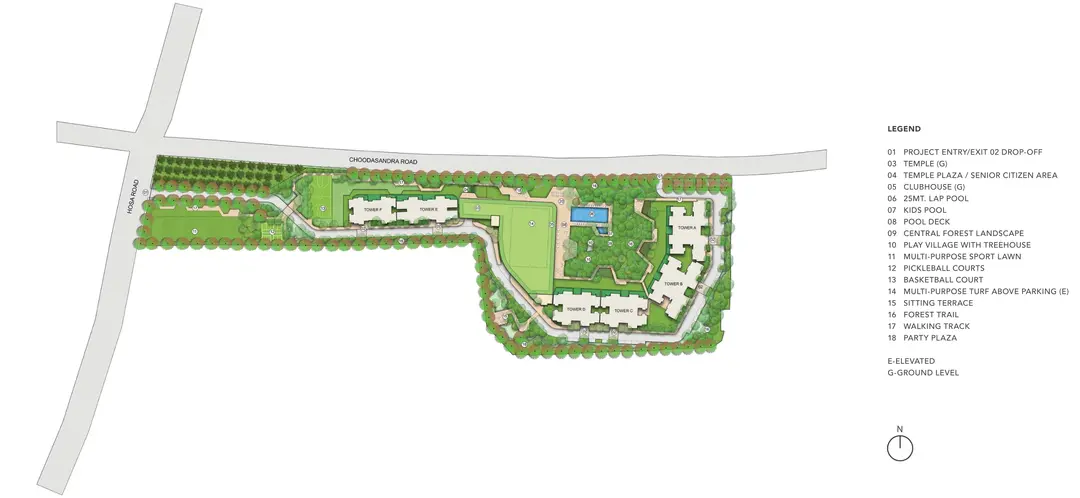 CHOODASANDRA ROAD
HOSA ROAD
TOWER F
TOWER E
TOWER A
TOWER B
TOWER D
TOWER C
LEGEND
01 PROJECT ENTRY/EXIT 02 DROP-OFF
03 TEMPLE (G)
04 TEMPLE PLAZA / SENIOR CITIZEN AREA
05 CLUBHOUSE (G)
06 25MT. LAP POOL
07 KIDS POOL
08 POOL DECK
09 CENTRAL FOREST LANDSCAPE
10 PLAY VILLAGE WITH TREEHOUSE
11 MULTI-PURPOSE SPORT LAWN
12 PICKLEBALL COURTS
13 BASKETBALL COURT
14 MULTI-PURPOSE TURF ABOVE PARKING (E)
15 SITTING TERRACE
16 FOREST TRAIL
17 WALKING TRACK
18 PARTY PLAZA
E-ELEVATED
G-GROUND LEVEL
N